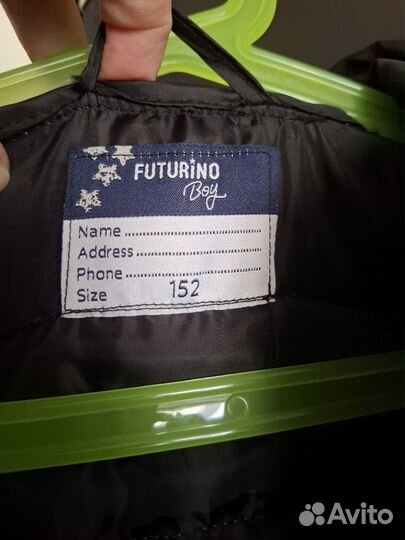 FUTURINO
Boy
Name ........................
Address ....................
Phone ......................
Size 152
Avito